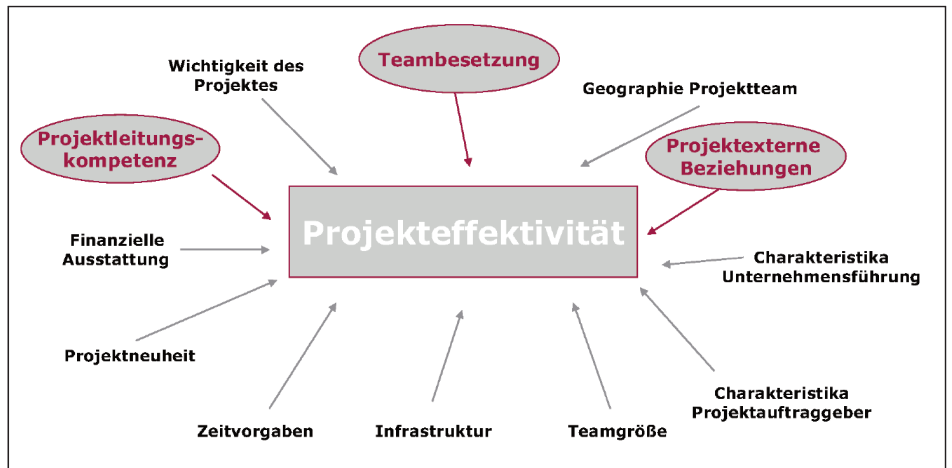 Teambesetzung
Wichtigkeit des
Projektes
Geographie Projektteam
Projektleitungs-
kompetenz
Projektexterne
Beziehungen
Projekteffektivität
Finanzielle
Ausstattung
Charakteristika
Unternehmensführung
Projektneuheit
Charakteristika
Projektauftraggeber
Zeitvorgaben
Infrastruktur
Teamgröße